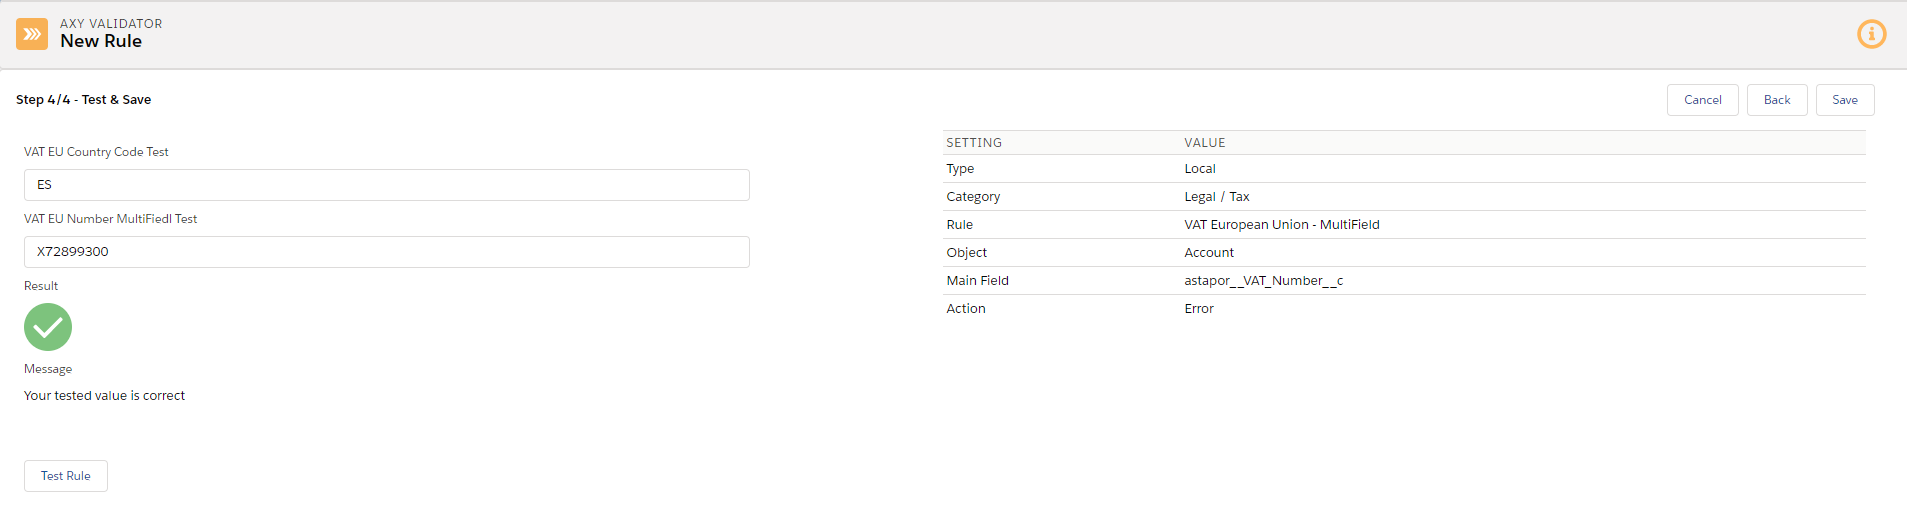 AXY VALIDATOR
New Rule
Step 4/4 - Test & Save
Cancel
Back
Save
VAT EU Country Code Test
ES
VAT EU Number MultiFiedl Test
X72899300
Result
Message
Your tested value is correct
Test Rule
SETTING VALUE
Type Local
Category Legal / Tax
Rule VAT European Union - MultiField
Object Account
Main Field astapor__VAT_Number__c
Action Error